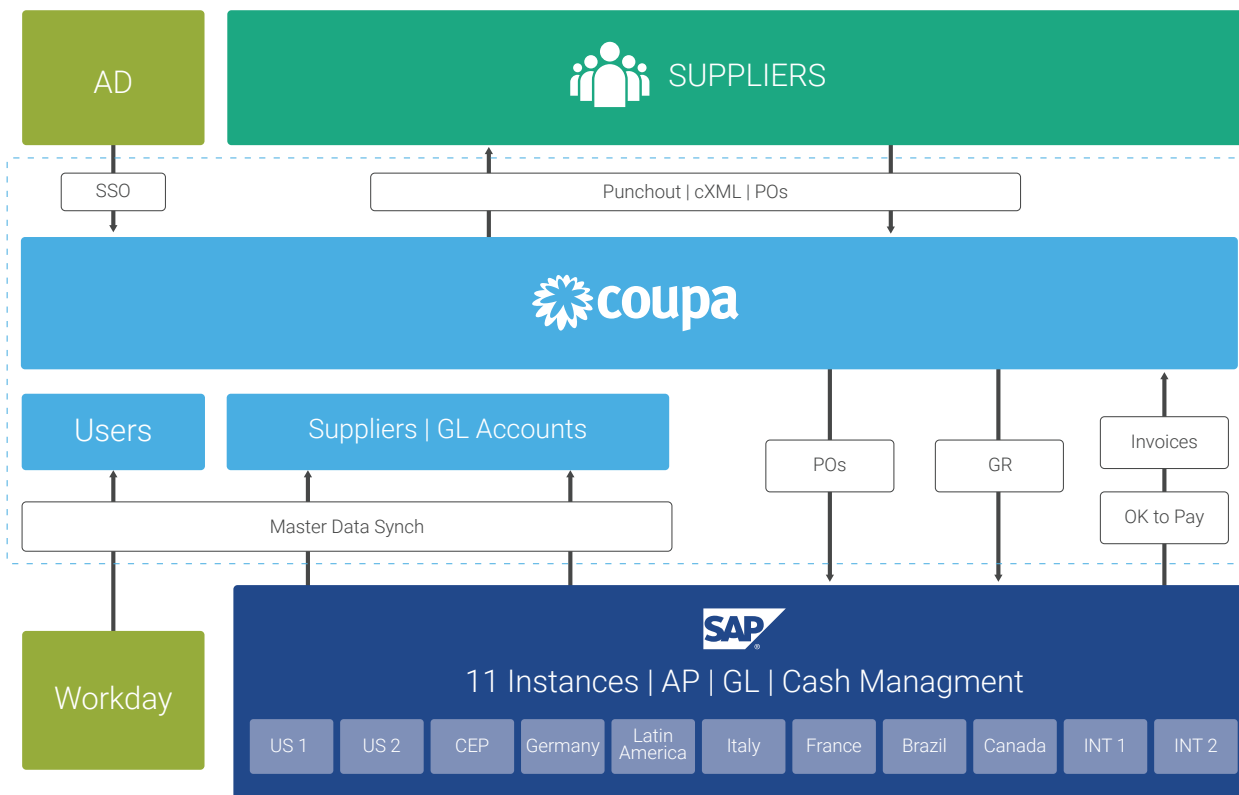 AD
SUPPLIERS
SSO
Punchout | cXML | POs
coupa
Users
Suppliers | GL Accounts
POs
GR
Invoices
OK to Pay
Master Data Synch
Workday
SAP
®
11 Instances | AP | GL | Cash Managment
US 1
US 2
CEP
Germany
Latin
America
Italy
France
Brazil
Canada
INT 1
INT 2